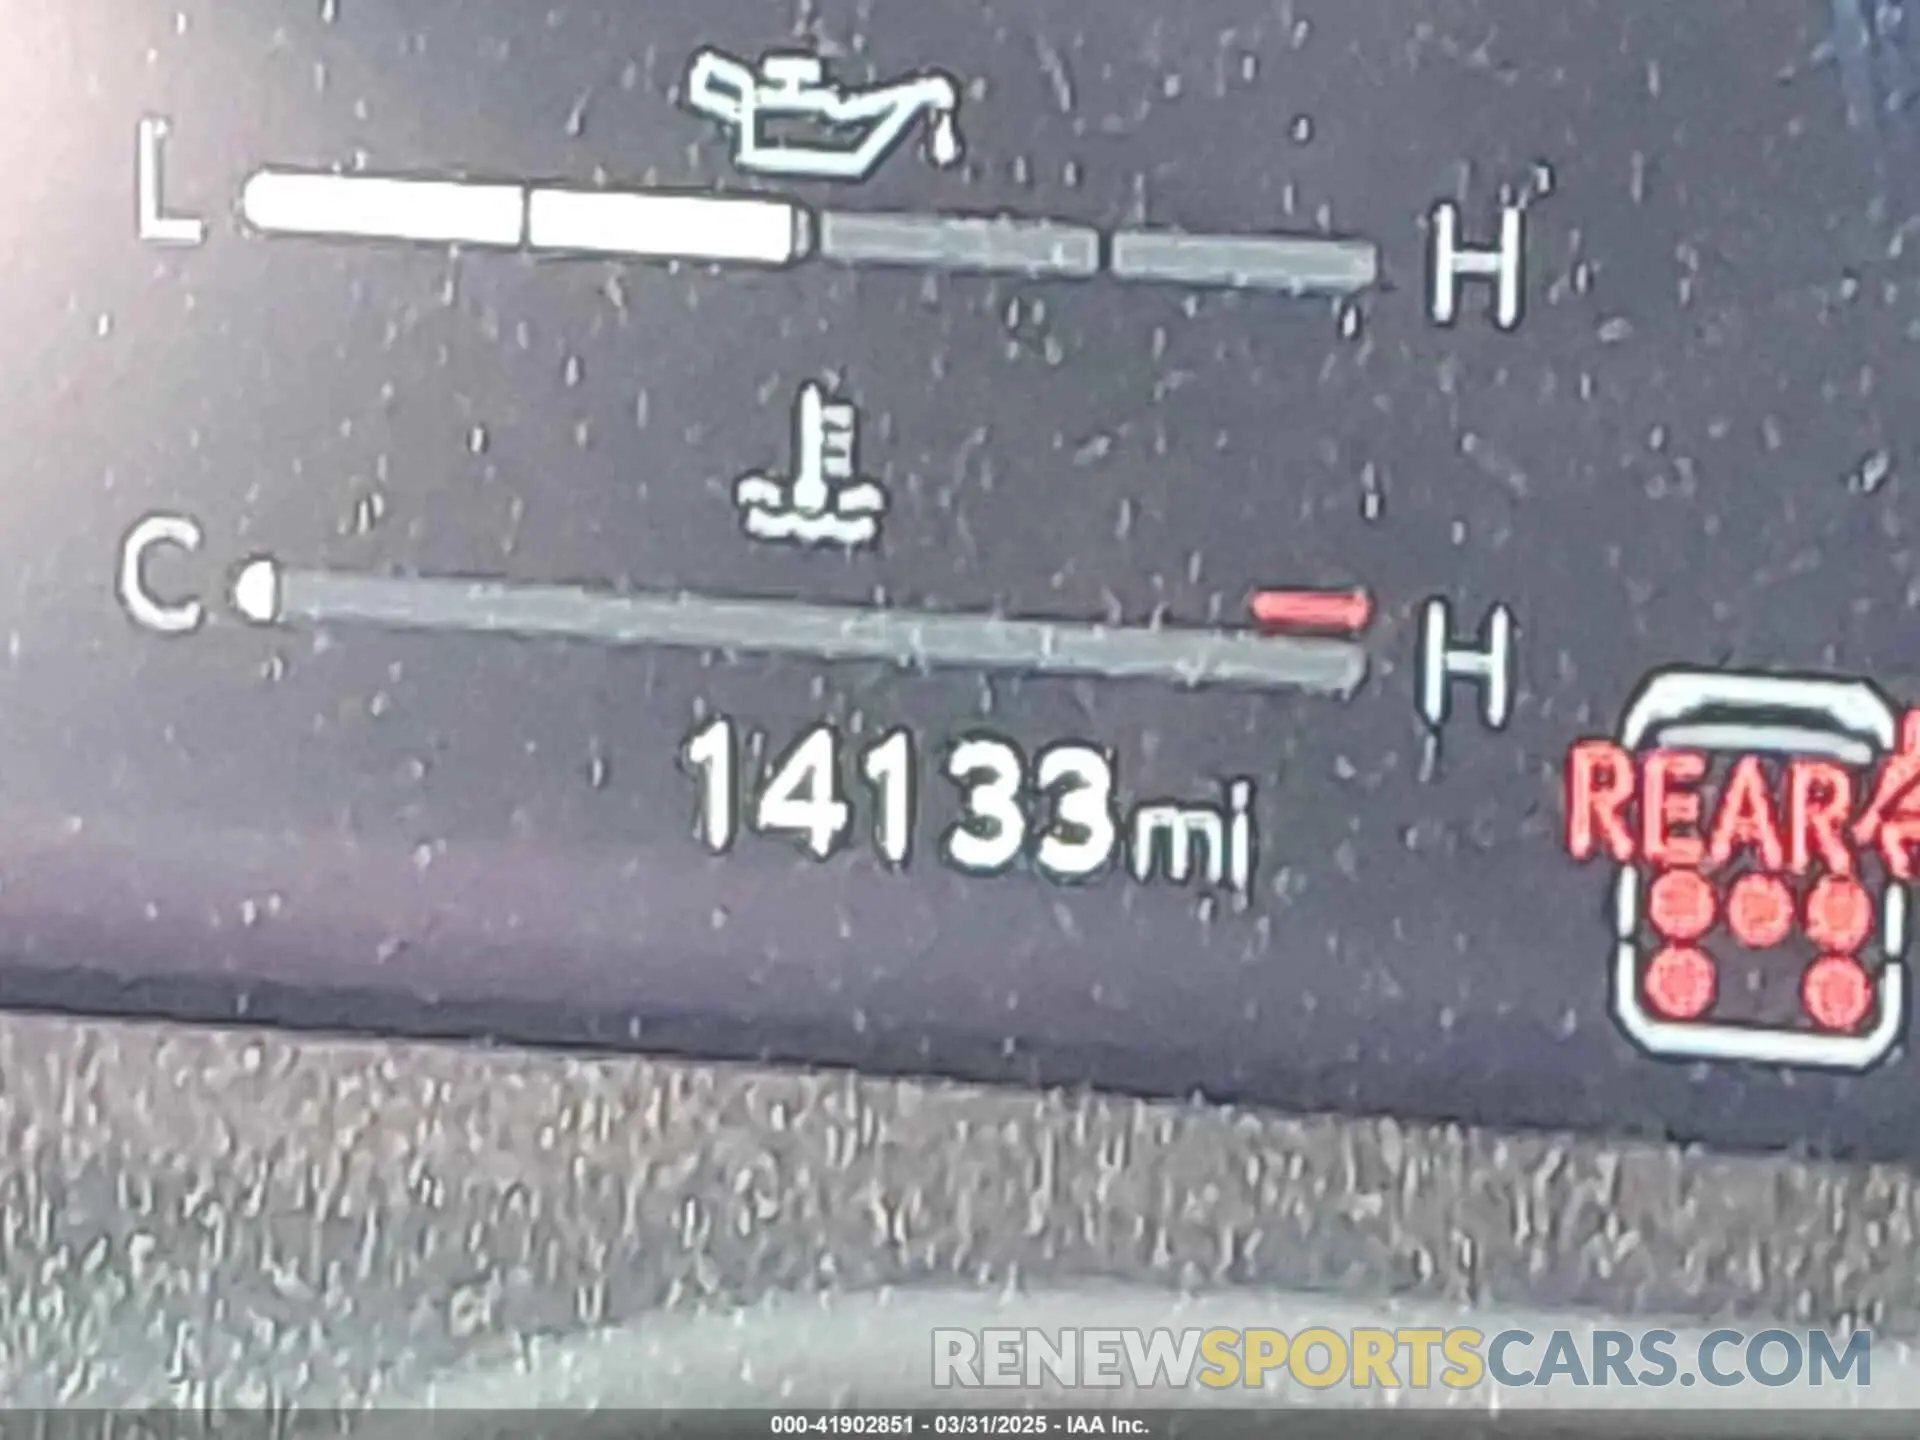 L H
C H
14133mi
REAR
RENEWSPORTSCARS.COM
000-41902851 - 03/31/2025 - IAA Inc.